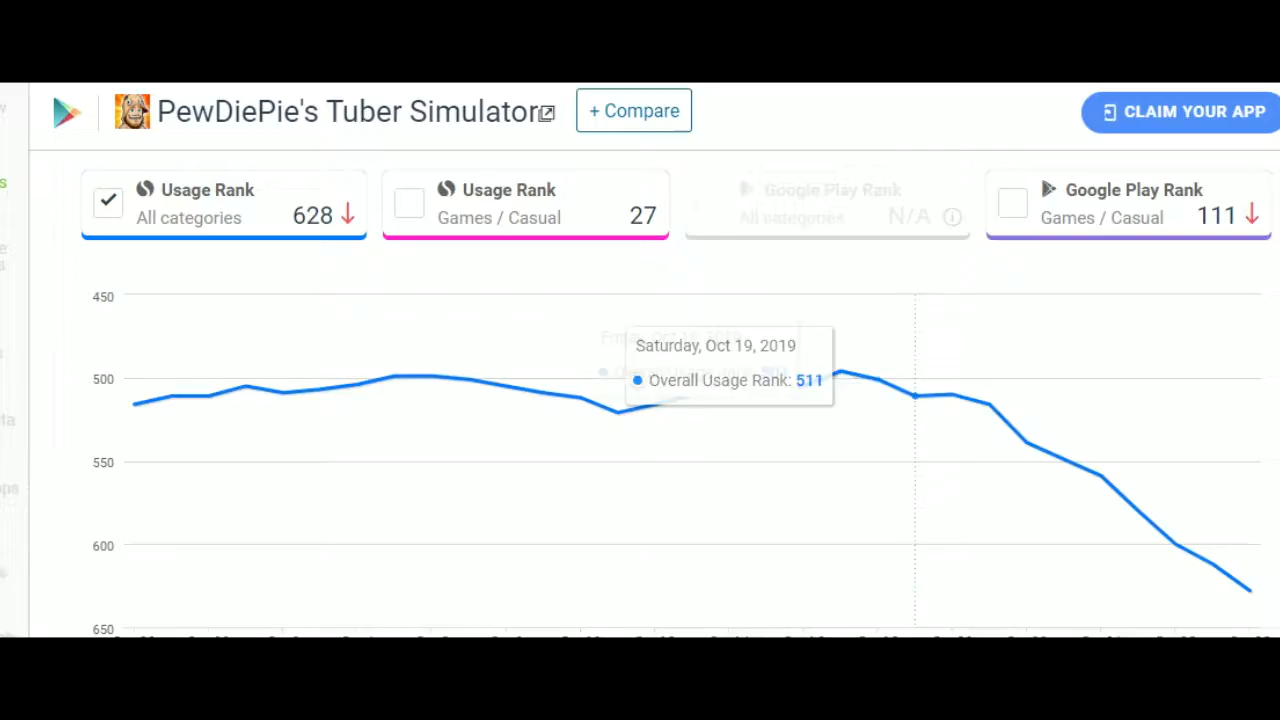 PewDiePie's Tuber Simulator
+ Compare
CLAIM YOUR APP
Usage Rank
All categories 628
Usage Rank
Games / Casual 27
Google Play Rank
All categories N/A
Google Play Rank
Games / Casual 111
450
500
550
600
650
Saturday, Oct 19, 2019
Overall Usage Rank: 511